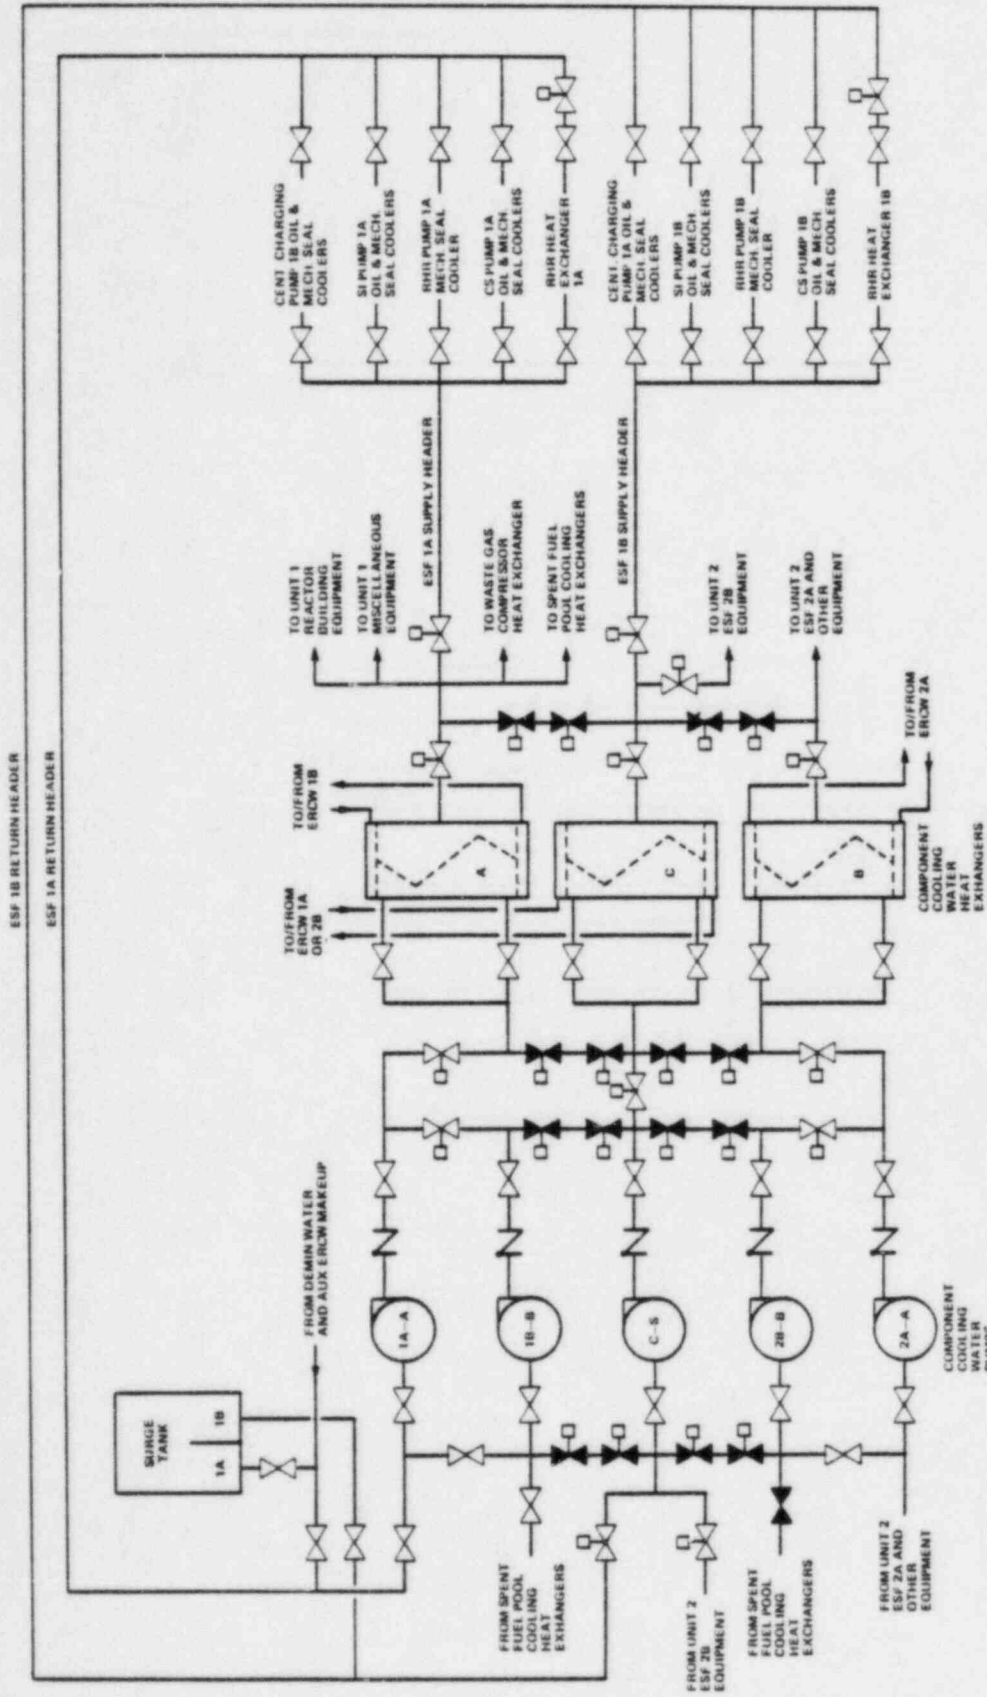 ESF 1B RETURN HEADER
ESF 1A RETURN HEADER
SURGE
TANK
1A
1B
FROM DEMIN WATER
AND AUX ERCW MAKEUP
1A-A
1B-B
C-S
2B-B
2A-A
COMPONENT
COOLING
WATER
FROM SPENT
FUEL POOL
COOLING
HEAT
EXHANGERS
FROM UNIT 2
ESF 2B
EQUIPMENT
FROM SPENT
FUEL POOL
COOLING
HEAT
EXCHANGERS
FROM UNIT 2
ESF 2A AND
OTHER
EQUIPMENT
TO/FROM
ERCW 1A
OR 2B
TO/FROM
ERCW 1B
A
C
B
COMPONENT
COOLING
WATER
HEAT
EXHANGERS
TO/FROM
ERCW 2A
TO UNIT 1
REACTOR
BUILDING
EQUIPMENT
TO UNIT 1
MISCELLANEOUS
EQUIPMENT
TO WASTE GAS
COMPRESSOR
HEAT EXCHANGER
TO SPENT FUEL
POOL COOLING
HEAT EXCHANGERS
TO UNIT 2
ESF 2B
EQUIPMENT
TO UNIT 2
ESF 2A AND
OTHER
EQUIPMENT
ESF 1A SUPPLY HEADER
ESF 1B SUPPLY HEADER
CENT CHARGING
PUMP 1B OIL &
MECH SEAL
COOLERS
SI PUMP 1A
OIL & MECH.
SEAL COOLERS
RHR PUMP 1A
MECH SEAL
COOLER
CS PUMP 1A
OIL & MECH
SEAL COOLERS
RHR HEAT
EXCHANGER
1A
CENT CHARGING
PUMP 1A OIL &
MECH SEAL
COOLERS
SI PUMP 1B
OIL & MECH
SEAL COOLERS
RHR PUMP 1B
MECH SEAL
COOLER
CS PUMP 1B
OIL & MECH
SEAL COOLERS
RHR HEAT
EXCHANGER 1B